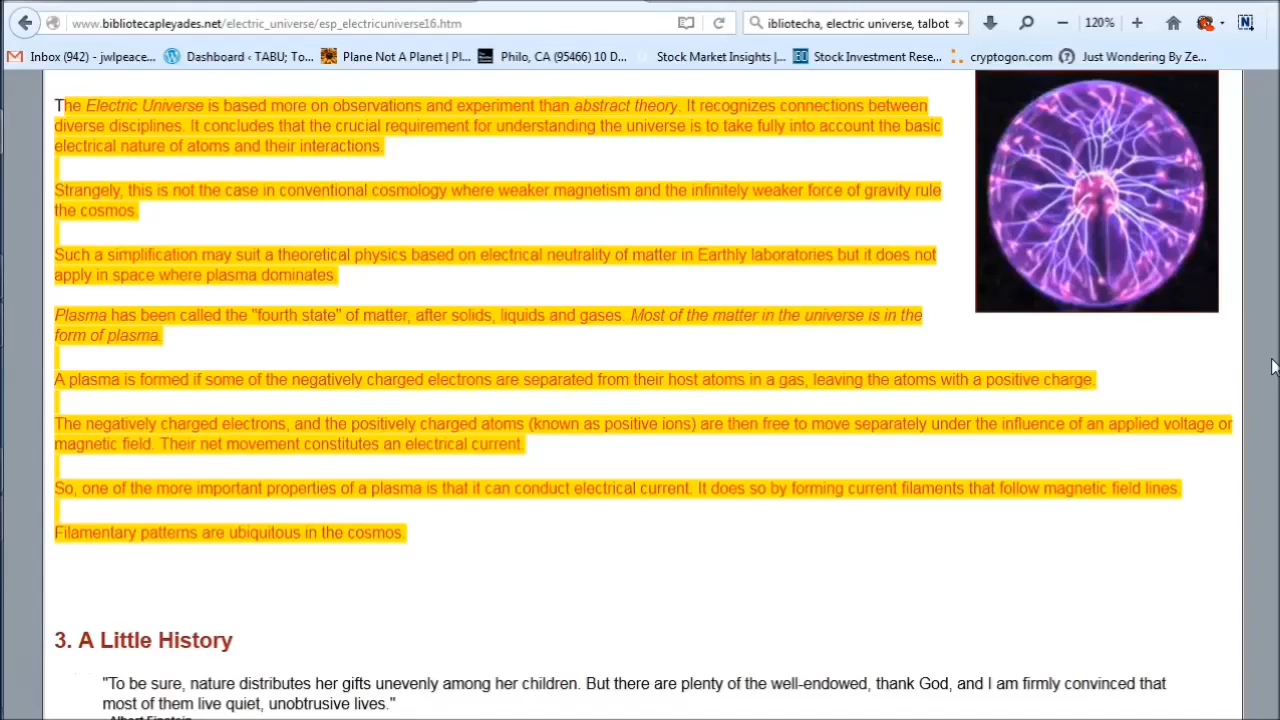 www.bibliotecapleyades.net/electric_universe/esp_electricuniverse16.htm
ibliotecha, electric universe, talbot
120%
Inbox (942) - jwlpeace...
Dashboard ‹ TABU; To...
Plane Not A Planet | Pl...
Philo, CA (95466) 10 D...
Stock Market Insights |...
Stock Investment Rese...
cryptogon.com
Just Wondering By Ze...
The Electric Universe is based more on observations and experiment than abstract theory. It recognizes connections between
diverse disciplines. It concludes that the crucial requirement for understanding the universe is to take fully into account the basic
electrical nature of atoms and their interactions.
Strangely, this is not the case in conventional cosmology where weaker magnetism and the infinitely weaker force of gravity rule
the cosmos.
Such a simplification may suit a theoretical physics based on electrical neutrality of matter in Earthly laboratories but it does not
apply in space where plasma dominates.
Plasma has been called the "fourth state" of matter, after solids, liquids and gases. Most of the matter in the universe is in the
form of plasma.
A plasma is formed if some of the negatively charged electrons are separated from their host atoms in a gas, leaving the atoms with a positive charge.
The negatively charged electrons, and the positively charged atoms (known as positive ions) are then free to move separately under the influence of an applied voltage or
magnetic field. Their net movement constitutes an electrical current.
So, one of the more important properties of a plasma is that it can conduct electrical current. It does so by forming current filaments that follow magnetic field lines.
Filamentary patterns are ubiquitous in the cosmos.
3. A Little History
"To be sure, nature distributes her gifts unevenly among her children. But there are plenty of the well-endowed, thank God, and I am firmly convinced that
most of them live quiet, unobtrusive lives."
Albert Einstein